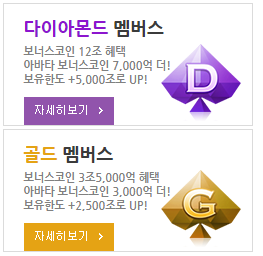 다이아몬드 멤버스
보너스코인 12조 혜택
아바타 보너스코인 7,000억 더!
보유한도 +5,000조로 UP!
자세히보기 >
D
골드 멤버스
보너스코인 3조5,000억 혜택
아바타 보너스코인 3,000억 더!
보유한도 +2,500조로 UP!
자세히보기 >
G